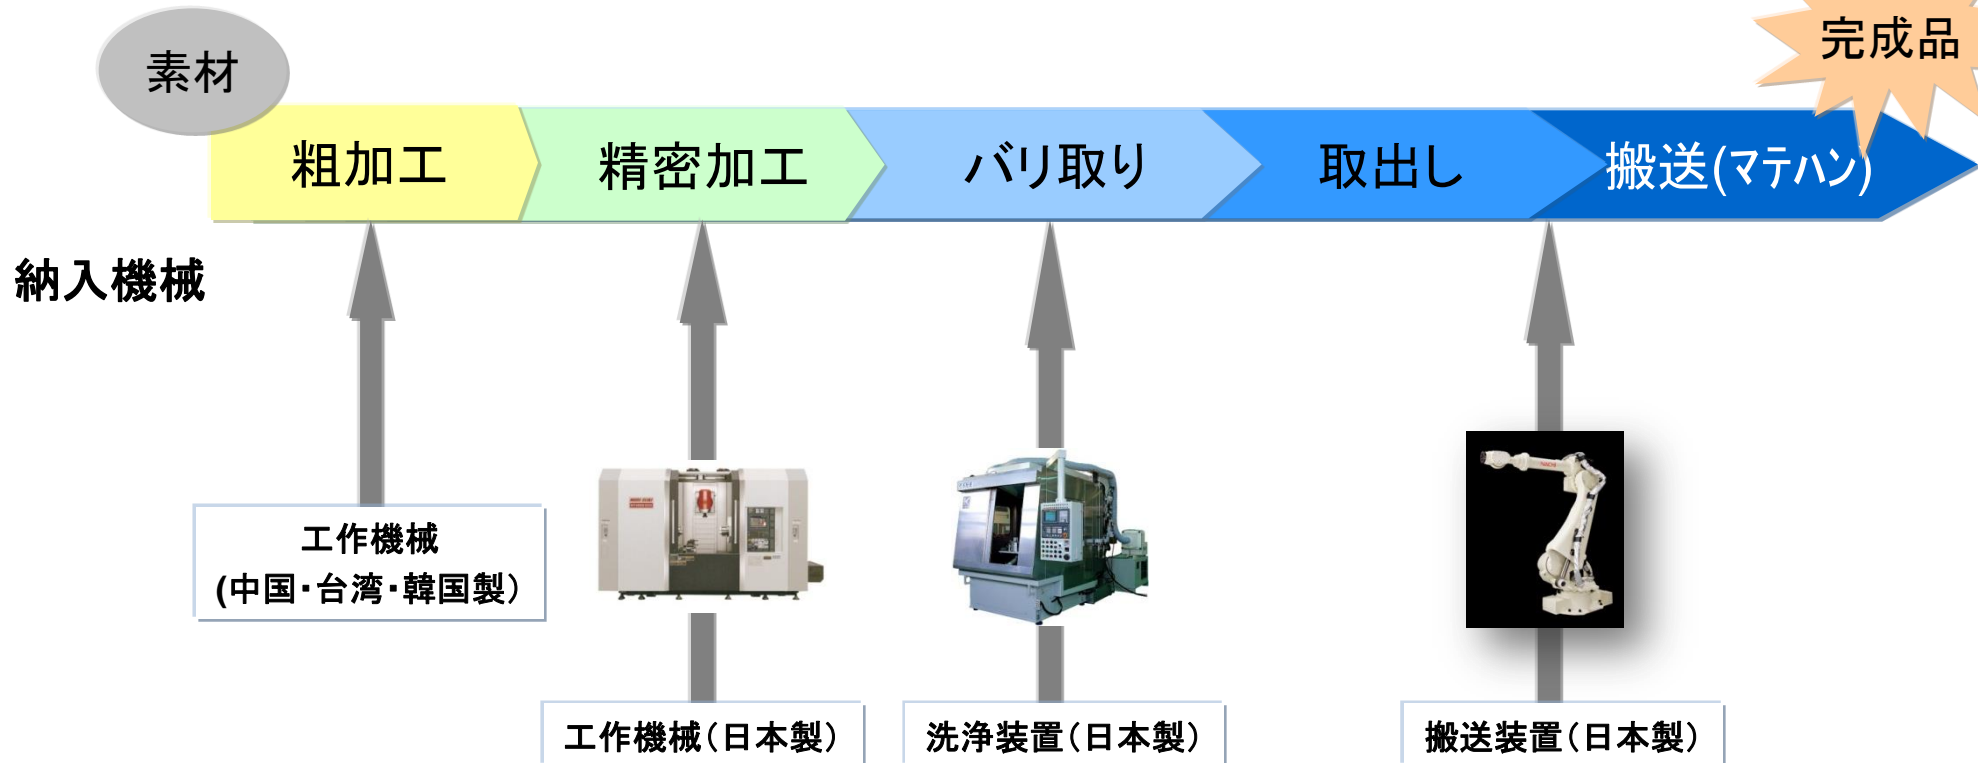 素材
完成品
粗加工
精密加工
バリ取り
取出し
搬送(マテハン)
納入機械
工作機械
(中国・台湾・韓国製)
工作機械(日本製)
洗浄装置(日本製)
搬送装置(日本製)